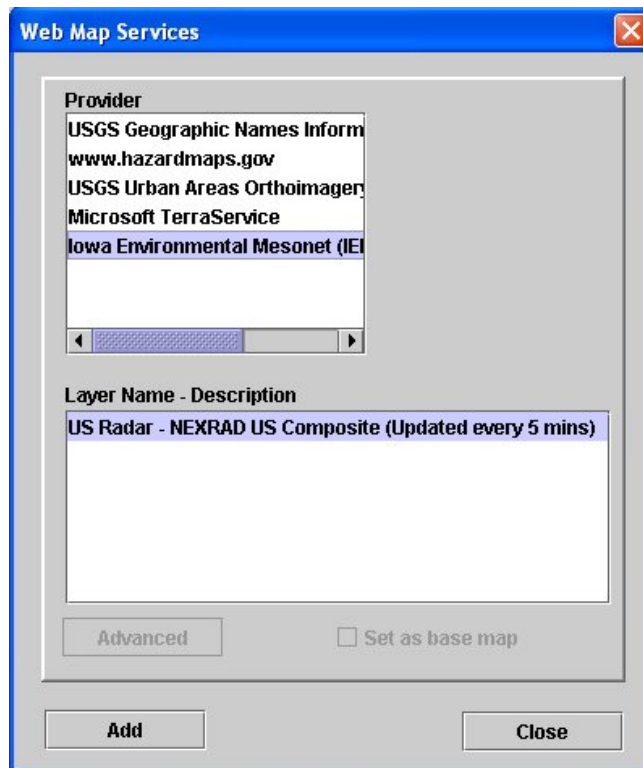 Web Map Services
Provider
USGS Geographic Names Inform
www.hazardmaps.gov
USGS Urban Areas Orthoimagery
Microsoft TerraService
Iowa Environmental Mesonet (IE
Layer Name - Description
US Radar - NEXRAD US Composite (Updated every 5 mins)
Advanced
Set as base map
Add
Close